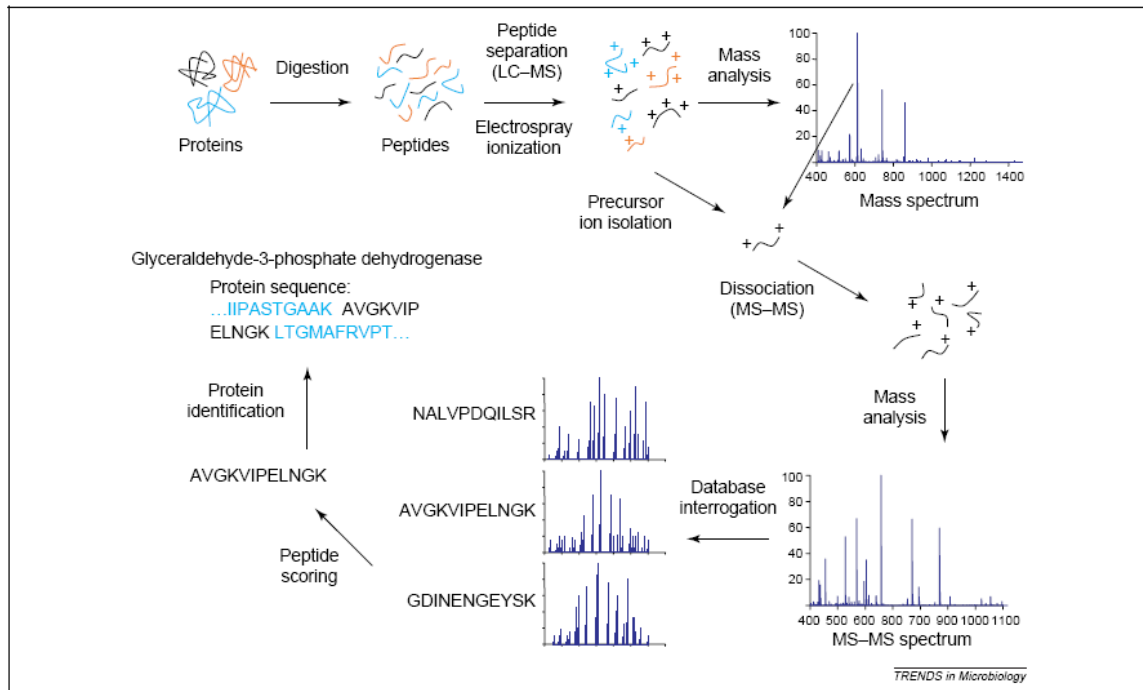 Proteins
Digestion
Peptides
Peptide
separation
(LC–MS)
Electrospray
ionization
+ + + + + + + + + + + + +
Mass
analysis
100
80
60
40
20
400 600 800 1000 1200 1400
Mass spectrum
Precursor
ion isolation
+ +
Dissociation
(MS–MS)
+ + + + + +
Mass
analysis
100
80
60
40
20
400 500 600 700 800 900 1000 1100
MS–MS spectrum
Database
interrogation
NALVPDQILSR
AVGKVIPELNGK
GDINENGEYSK
Peptide
scoring
AVGKVIPELNGK
Protein
identification
Glyceraldehyde-3-phosphate dehydrogenase
Protein sequence:
…IIPASTGAAK AVGKVIP
ELNGK LTGMAFRVPT…
TRENDS in Microbiology